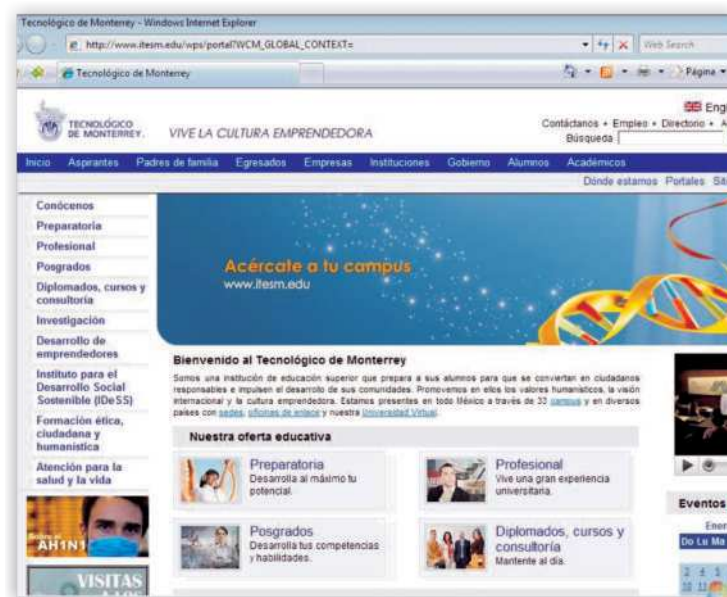 Tecnológico de Monterrey - Windows Internet Explorer
http://www.itesm.edu/wps/portal?WCM_GLOBAL_CONTEXT=
Web Search
Tecnológico de Monterrey
Página
Engl
TECNOLÓGICO
DE MONTERREY.
VIVE LA CULTURA EMPRENDEDORA
Contáctanos • Empleo • Directorio • A
Búsqueda
Inicio Aspirantes Padres de familia Egresados Empresas Instituciones Gobierno Alumnos Académicos
Dónde estamos Portales
Conócenos
Preparatoria
Profesional
Posgrados
Diplomados, cursos y
consultoría
Investigación
Desarrollo de
emprendedores
Instituto para el
Desarrollo Social
Sostenible (IDeSS)
Formación ética,
ciudadana y
humanística
Atención para la
salud y la vida
AH1N1
VISITAS
Acércate a tu campus
www.itesm.edu
Bienvenido al Tecnológico de Monterrey
Somos una institución de educación superior que prepara a sus alumnos para que se conviertan en ciudadanos
responsables e impulsen el desarrollo de sus comunidades. Promovemos en ellos los valores humanísticos, la visión
internacional y la cultura emprendedora. Estamos presentes en todo México a través de 33 campus y en diversos
países con sedes, oficinas de enlace y nuestra Universidad Virtual.
Nuestra oferta educativa
Preparatoria
Desarrolla al máximo tu
potencial.
Profesional
Vive una gran experiencia
universitaria.
Posgrados
Desarrolla tus competencias
y habilidades.
Diplomados, cursos y
consultoría
Mantente al día.
Eventos
Ener
Do Lu Ma